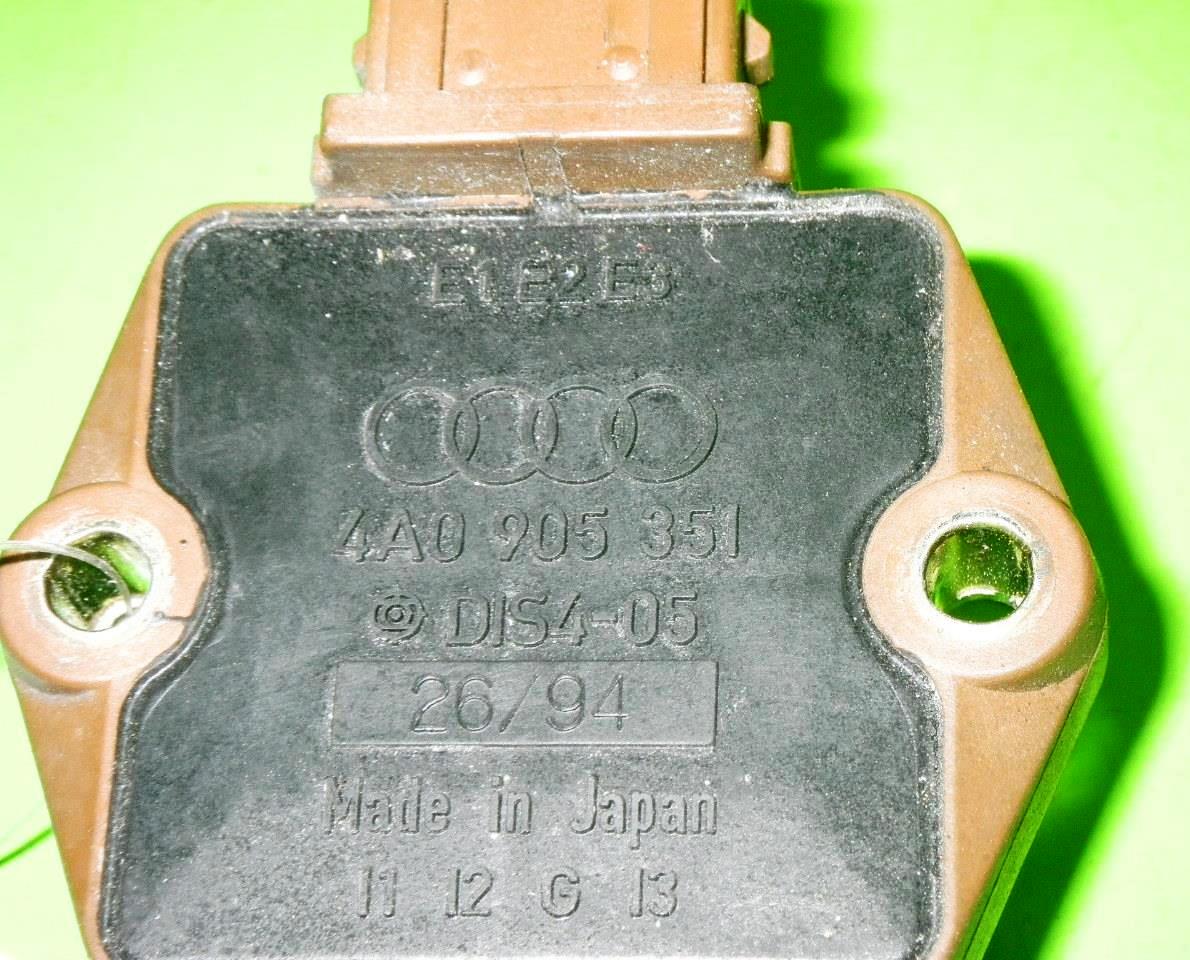 E1 E2 E3
4A0 905 351
DIS4-05
26/94
Made in Japan
I1 I2 G I3